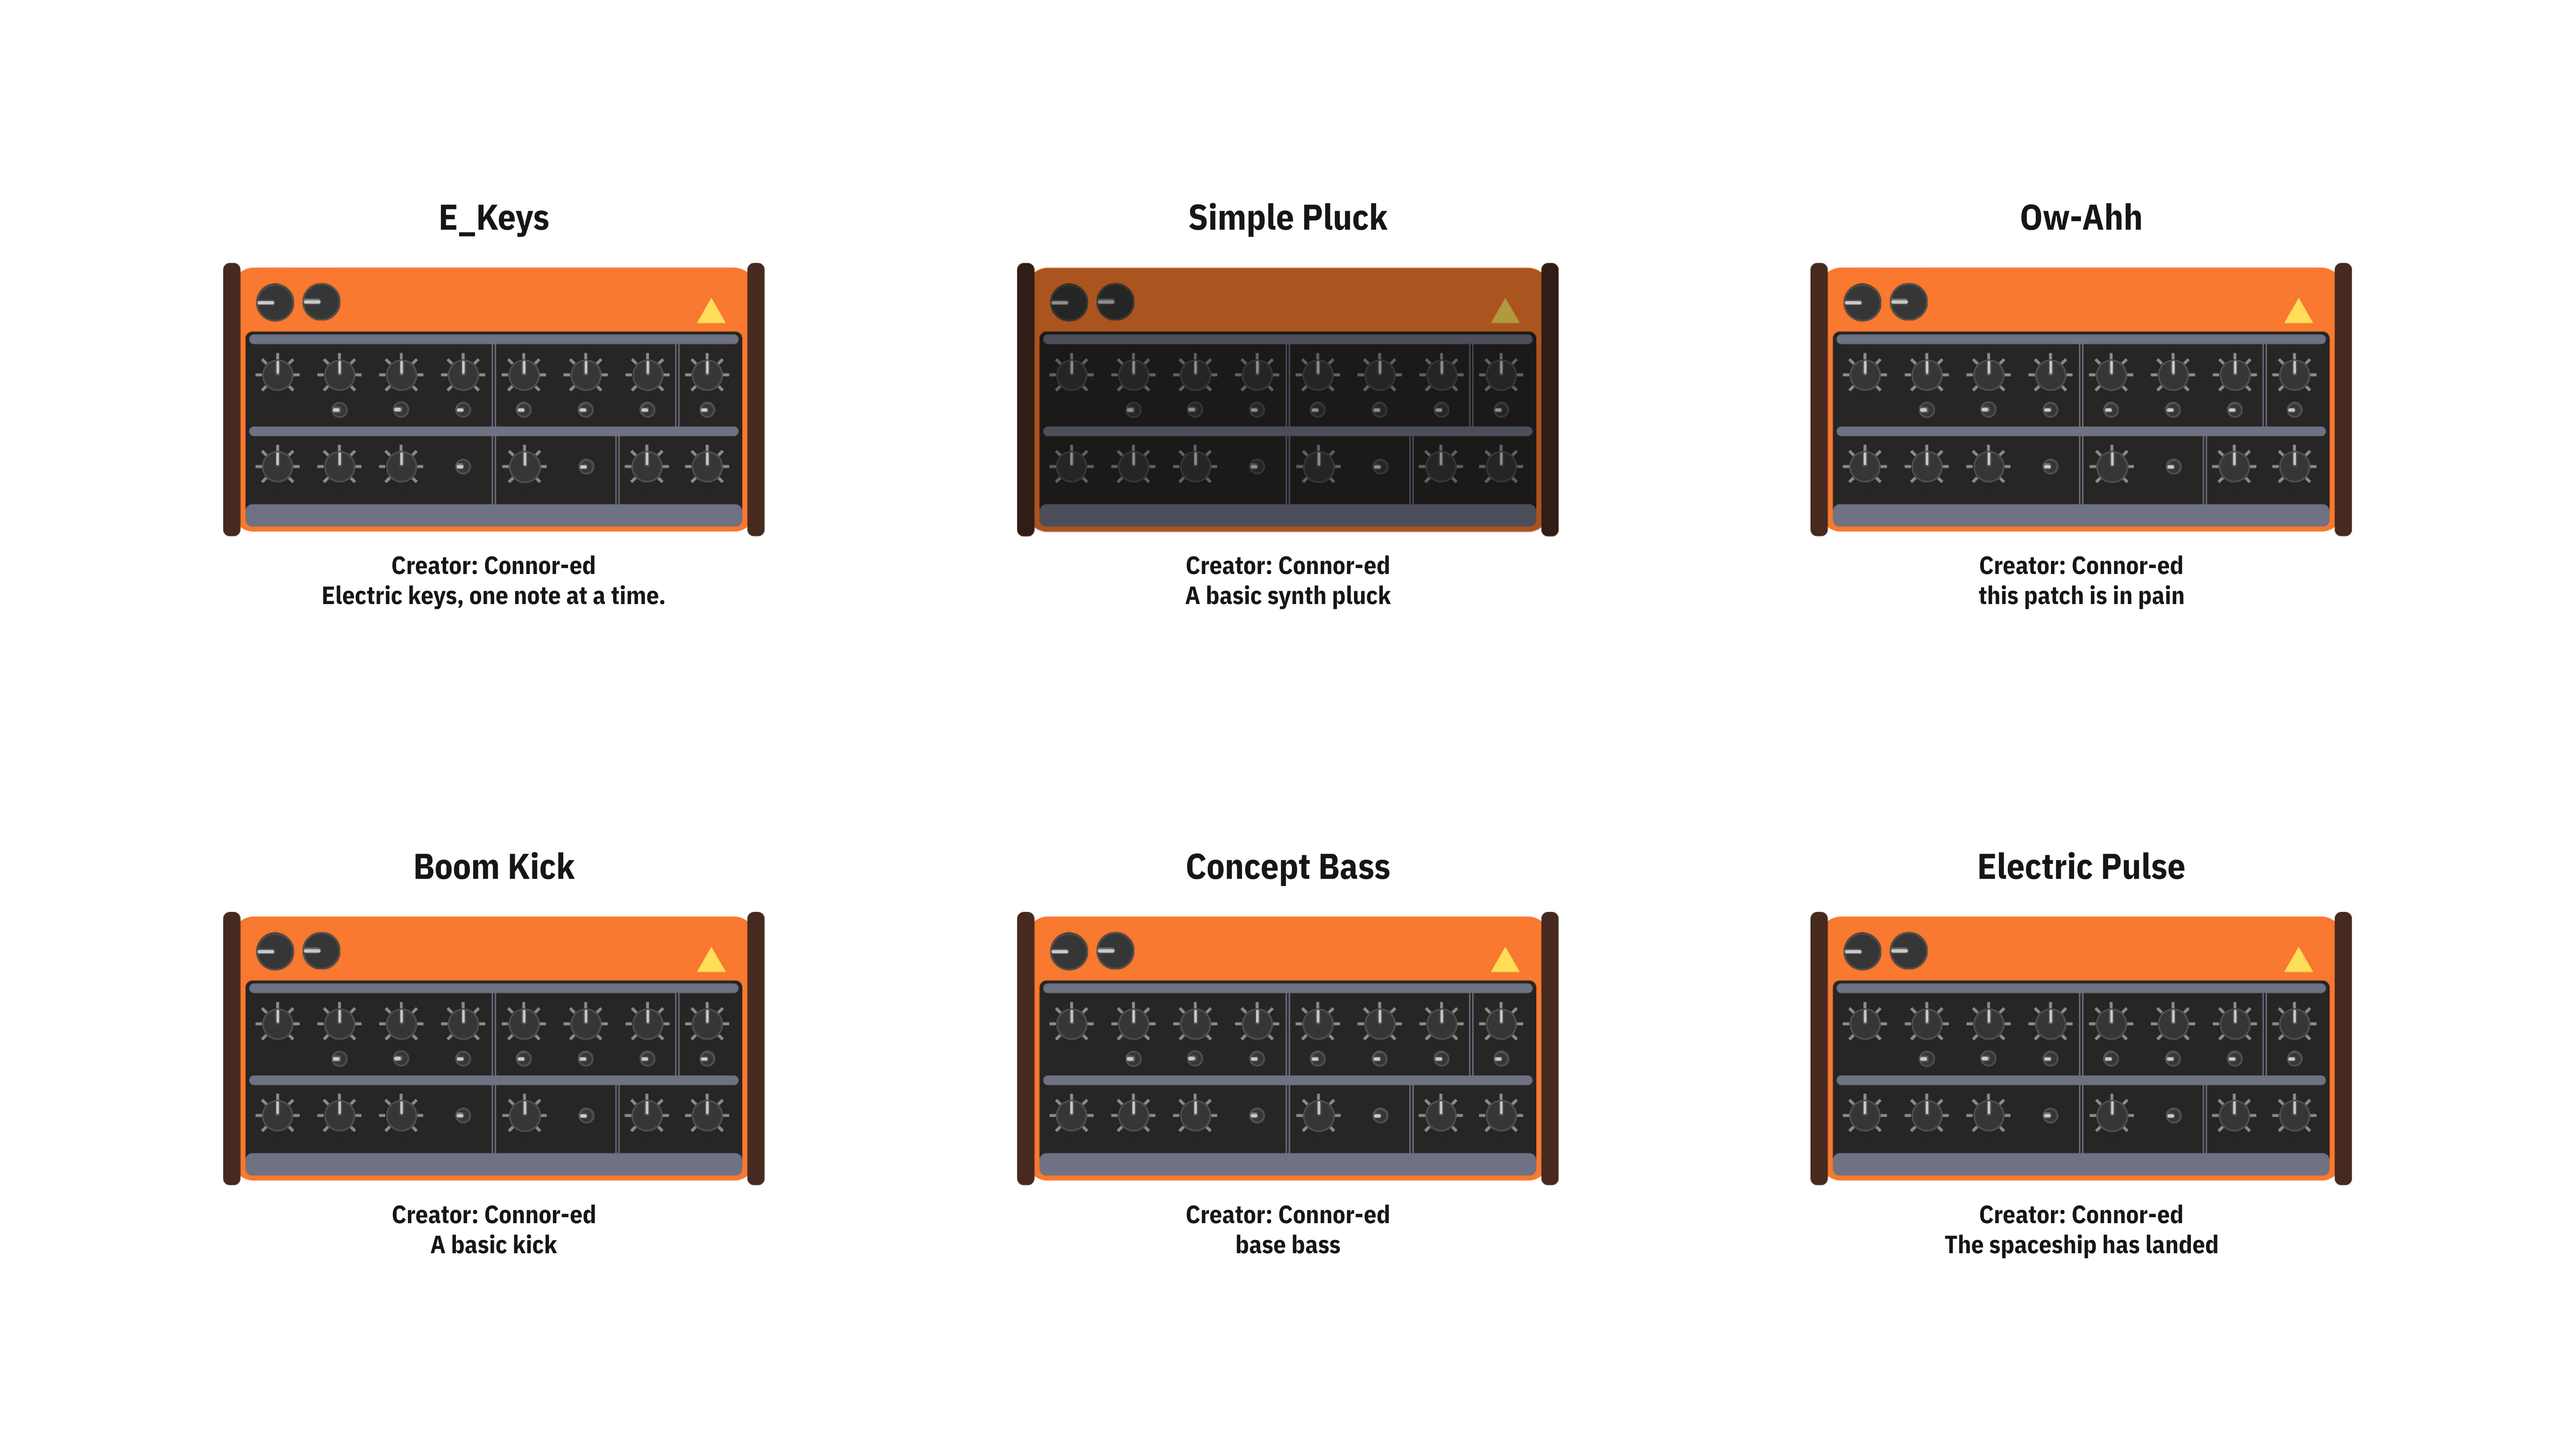 E_Keys
Creator: Connor-ed
Electric keys, one note at a time.
Simple Pluck
Creator: Connor-ed
A basic synth pluck
Ow-Ahh
Creator: Connor-ed
this patch is in pain
Boom Kick
Creator: Connor-ed
A basic kick
Concept Bass
Creator: Connor-ed
base bass
Electric Pulse
Creator: Connor-ed
The spaceship has landed